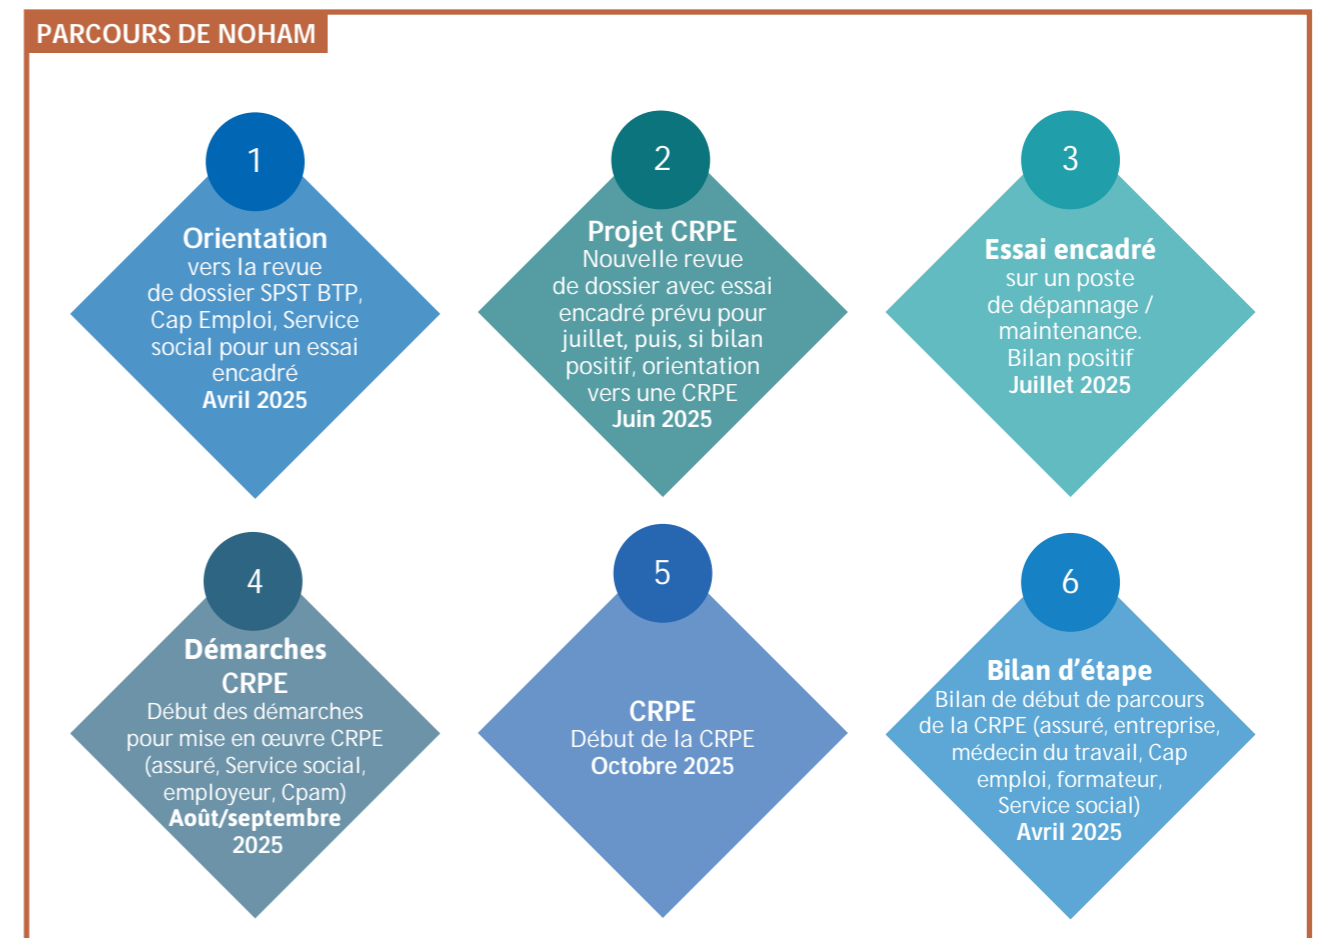 PARCOURS DE NOHAM
1
Orientation
vers la revue
de dossier SPST BTP,
Cap Emploi, Service
social pour un essai
encadré
Avril 2025
2
Projet CRPE
Nouvelle revue
de dossier avec essai
encadré prévu pour
juillet, puis, si bilan
positif, orientation
vers une CRPE
Juin 2025
3
Essai encadré
sur un poste
de dépannage /
maintenance.
Bilan positif
Juillet 2025
4
Démarches
CRPE
Début des démarches
pour mise en œuvre CRPE
(assuré, Service social,
employeur, Cpam)
Août/septembre
2025
5
CRPE
Début de la CRPE
Octobre 2025
6
Bilan d’étape
Bilan de début de parcours
de la CRPE (assuré, entreprise,
médecin du travail, Cap
emploi, formateur,
Service social)
Avril 2025